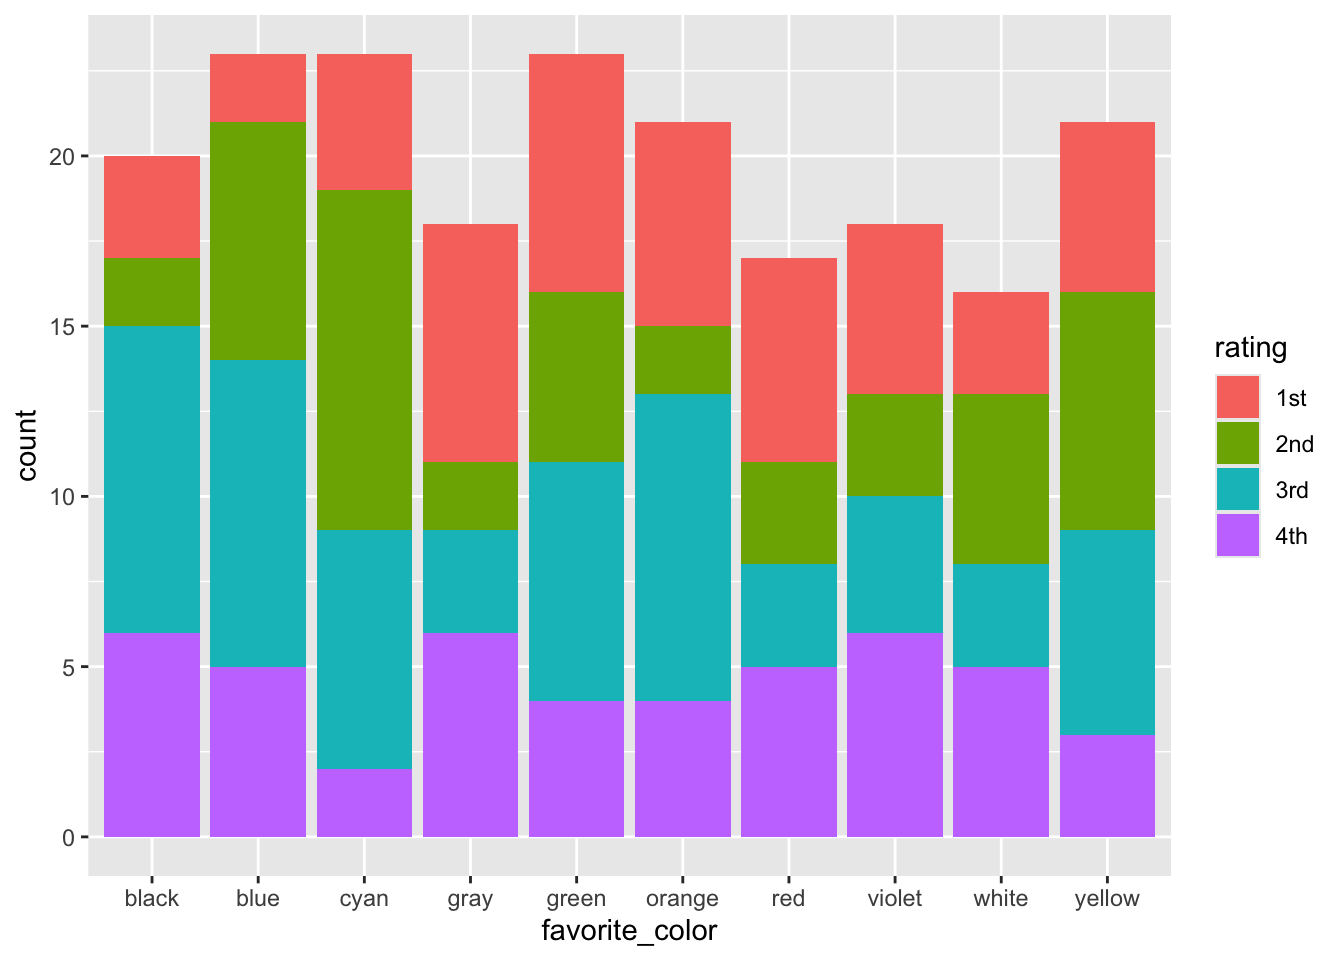 20
15
10
5
0
count
black blue cyan gray green orange red violet white yellow
favorite_color
rating
1st
2nd
3rd
4th